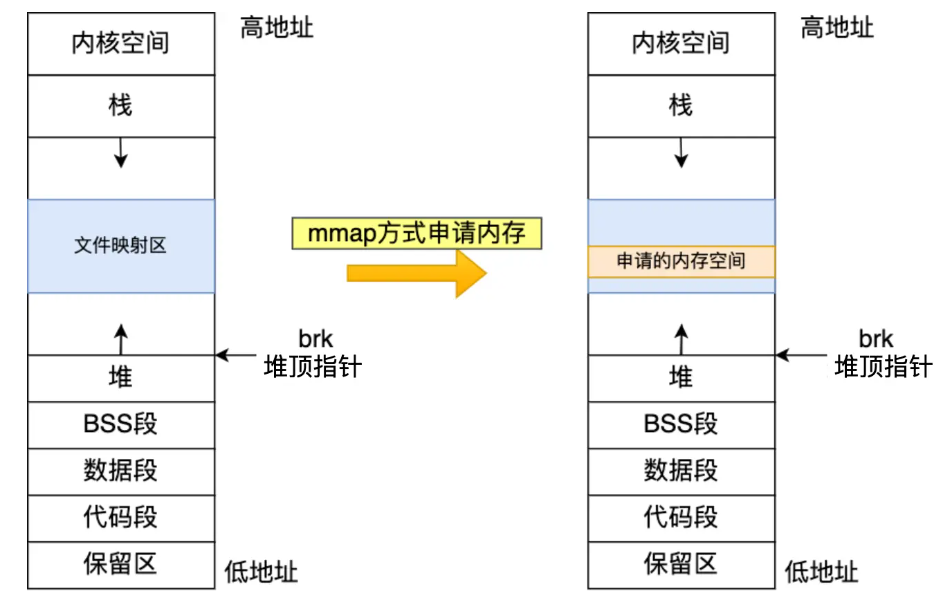 高地址
内核空间
栈
文件映射区
brk
堆顶指针
堆
BSS段
数据段
代码段
保留区
低地址
mmap方式申请内存
高地址
内核空间
栈
申请的内存空间
brk
堆顶指针
堆
BSS段
数据段
代码段
保留区
低地址